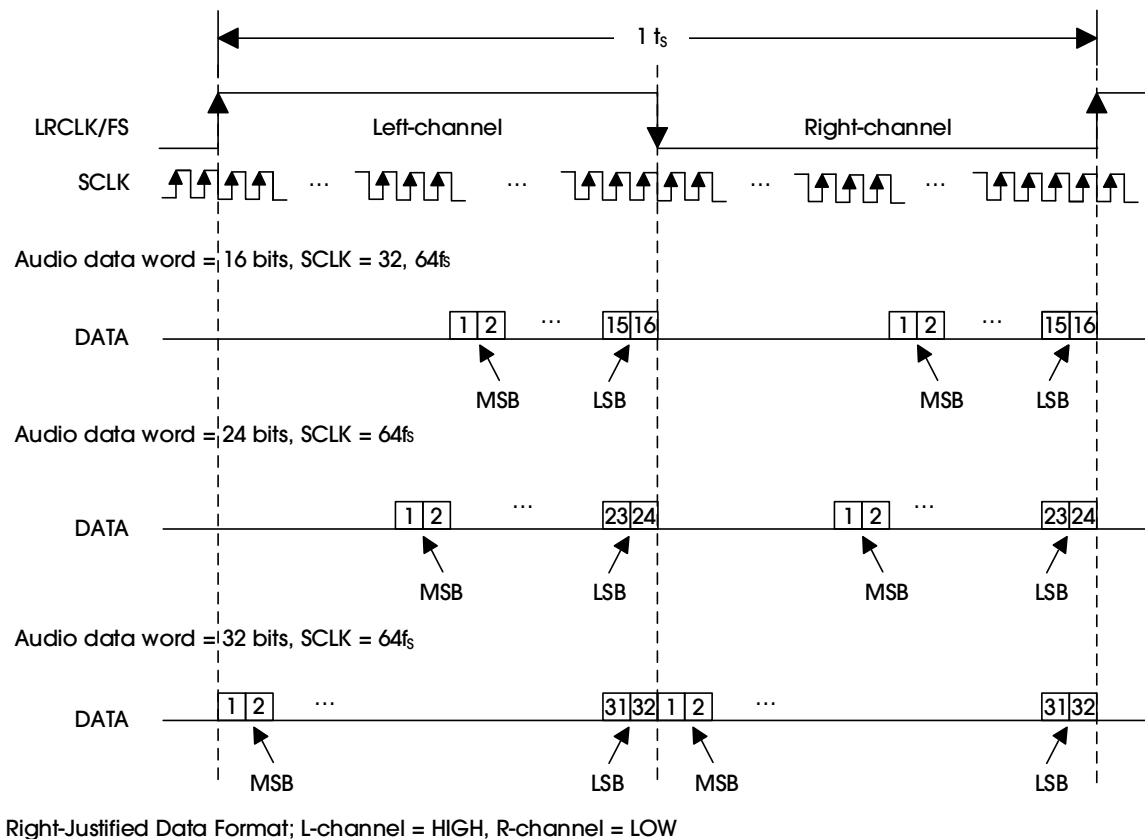 1 ts
LRCLK/FS
Left-channel
Right-channel
SCLK
... ... ... ...
Audio data word = 16 bits, SCLK = 32, 64fs
DATA
1 2 ... 15 16 1 2 ... 15 16
MSB LSB MSB LSB
Audio data word = 24 bits, SCLK = 64fs
DATA
1 2 ... 23 24 1 2 ... 23 24
MSB LSB MSB LSB
Audio data word = 32 bits, SCLK = 64fs
DATA
1 2 ... 31 32 1 2 ... 31 32
MSB LSB MSB LSB
Right-Justified Data Format; L-channel = HIGH, R-channel = LOW